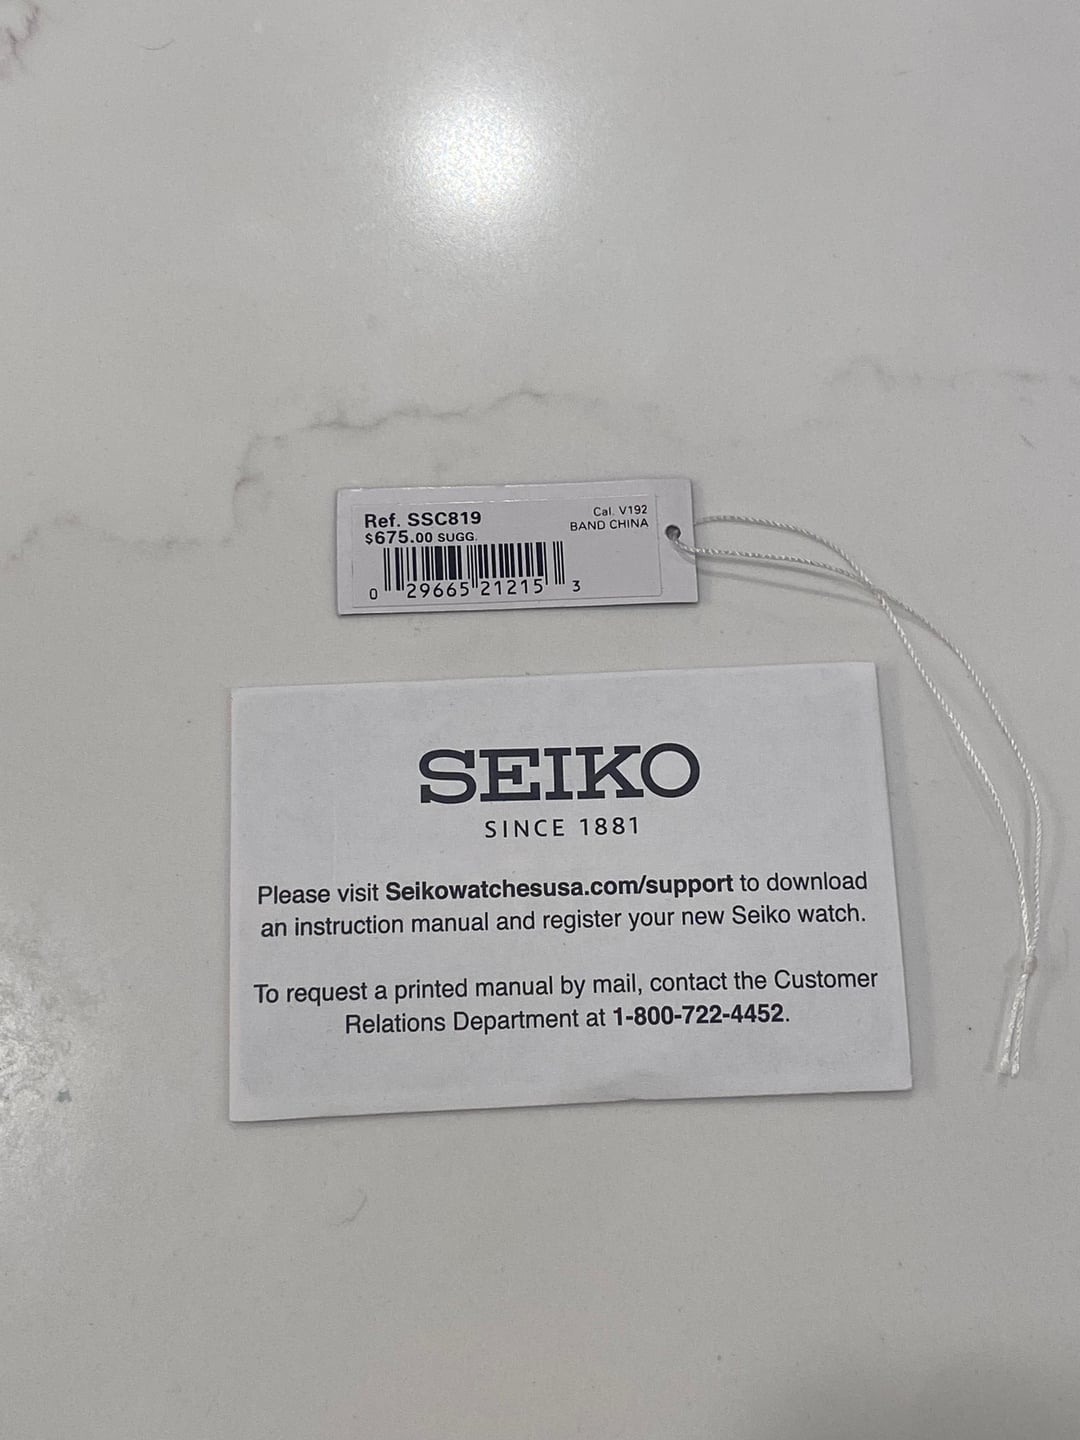 Ref. SSC819
$675.00 SUGG.
Cal. V192
BAND CHINA
0 29665 21215 3
SEIKO
SINCE 1881
Please visit Seikowatchesusa.com/support to download
an instruction manual and register your new Seiko watch.
To request a printed manual by mail, contact the Customer
Relations Department at 1-800-722-4452.